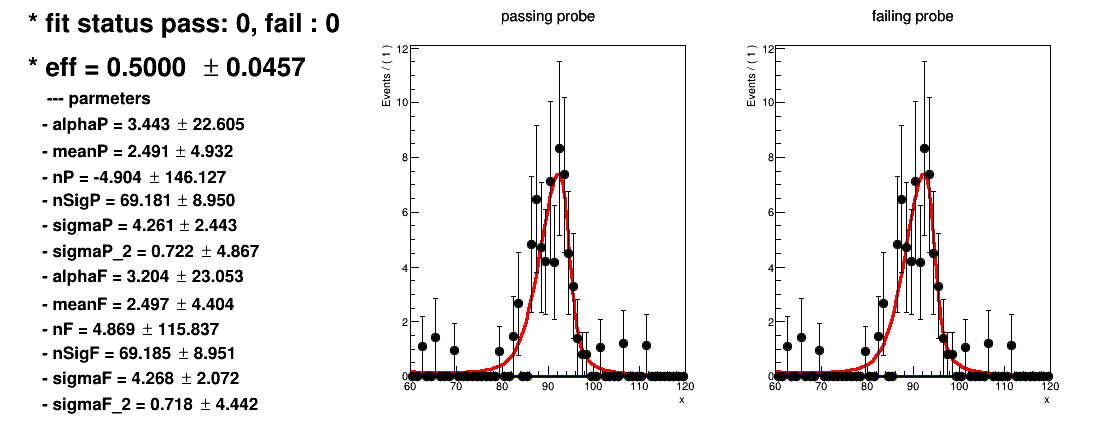 * fit status pass: 0, fail : 0
* eff = 0.5000 ± 0.0457
--- parmeters
- alphaP = 3.443 ± 22.605
- meanP = 2.491 ± 4.932
- nP = -4.904 ± 146.127
- nSigP = 69.181 ± 8.950
- sigmaP = 4.261 ± 2.443
- sigmaP_2 = 0.722 ± 4.867
- alphaF = 3.204 ± 23.053
- meanF = 2.497 ± 4.404
- nF = 4.869 ± 115.837
- nSigF = 69.185 ± 8.951
- sigmaF = 4.268 ± 2.072
- sigmaF_2 = 0.718 ± 4.442
passing probe
Events / ( 1 )
12
10
8
6
4
2
0
60 70 80 90 100 110 120
x
failing probe
Events / ( 1 )
12
10
8
6
4
2
0
60 70 80 90 100 110 120
x